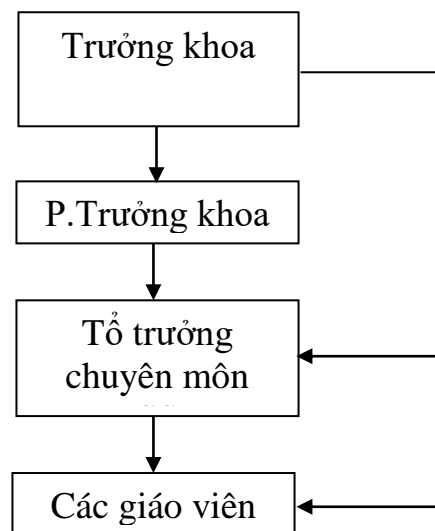 Trưởng khoa
P.Trưởng khoa
Tổ trưởng
chuyên môn
Các giáo viên